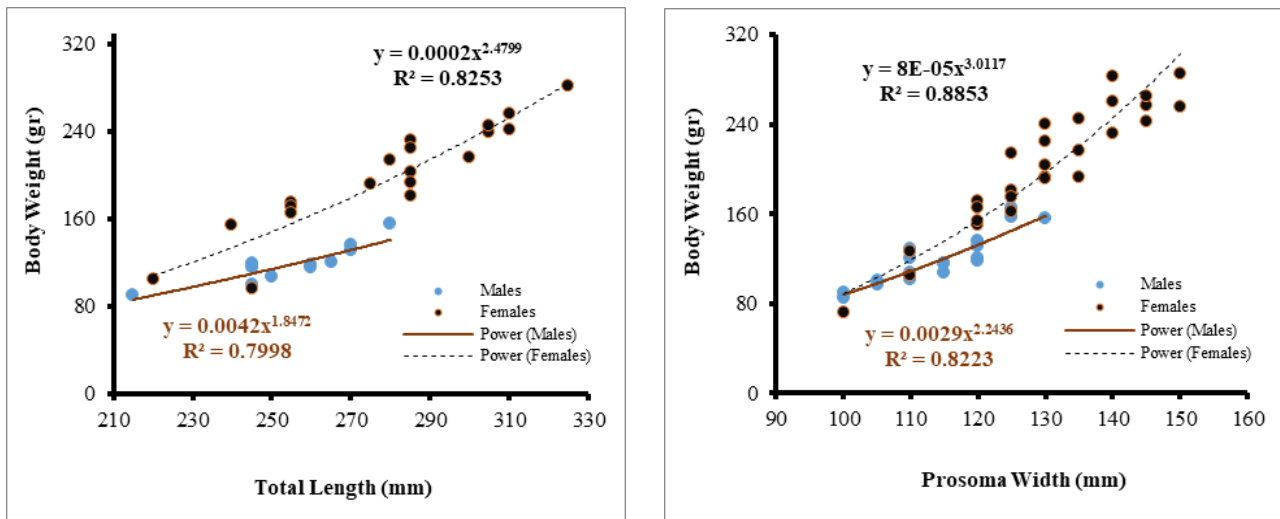 320
240
160
80
0
210
230
250
270
290
310
330
Body Weight (gr)
Total Length (mm)
y = 0.0002x^2.4799
R² = 0.8253
y = 0.0042x^1.8472
R² = 0.7998
Males
Females
Power (Males)
Power (Females)
320
240
160
80
0
90
100
110
120
130
140
150
160
Body Weight (gr)
Prosoma Width (mm)
y = 8E-05x^3.0117
R² = 0.8853
y = 0.0029x^2.2436
R² = 0.8223
Males
Females
Power (Males)
Power (Females)